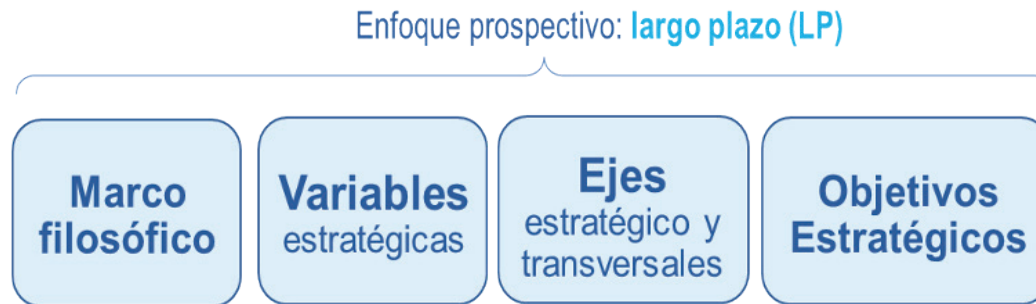 Enfoque prospectivo: largo plazo (LP)
Marco
filosófico
Variables
estratégicas
Ejes
estratégico y
transversales
Objetivos
Estratégicos